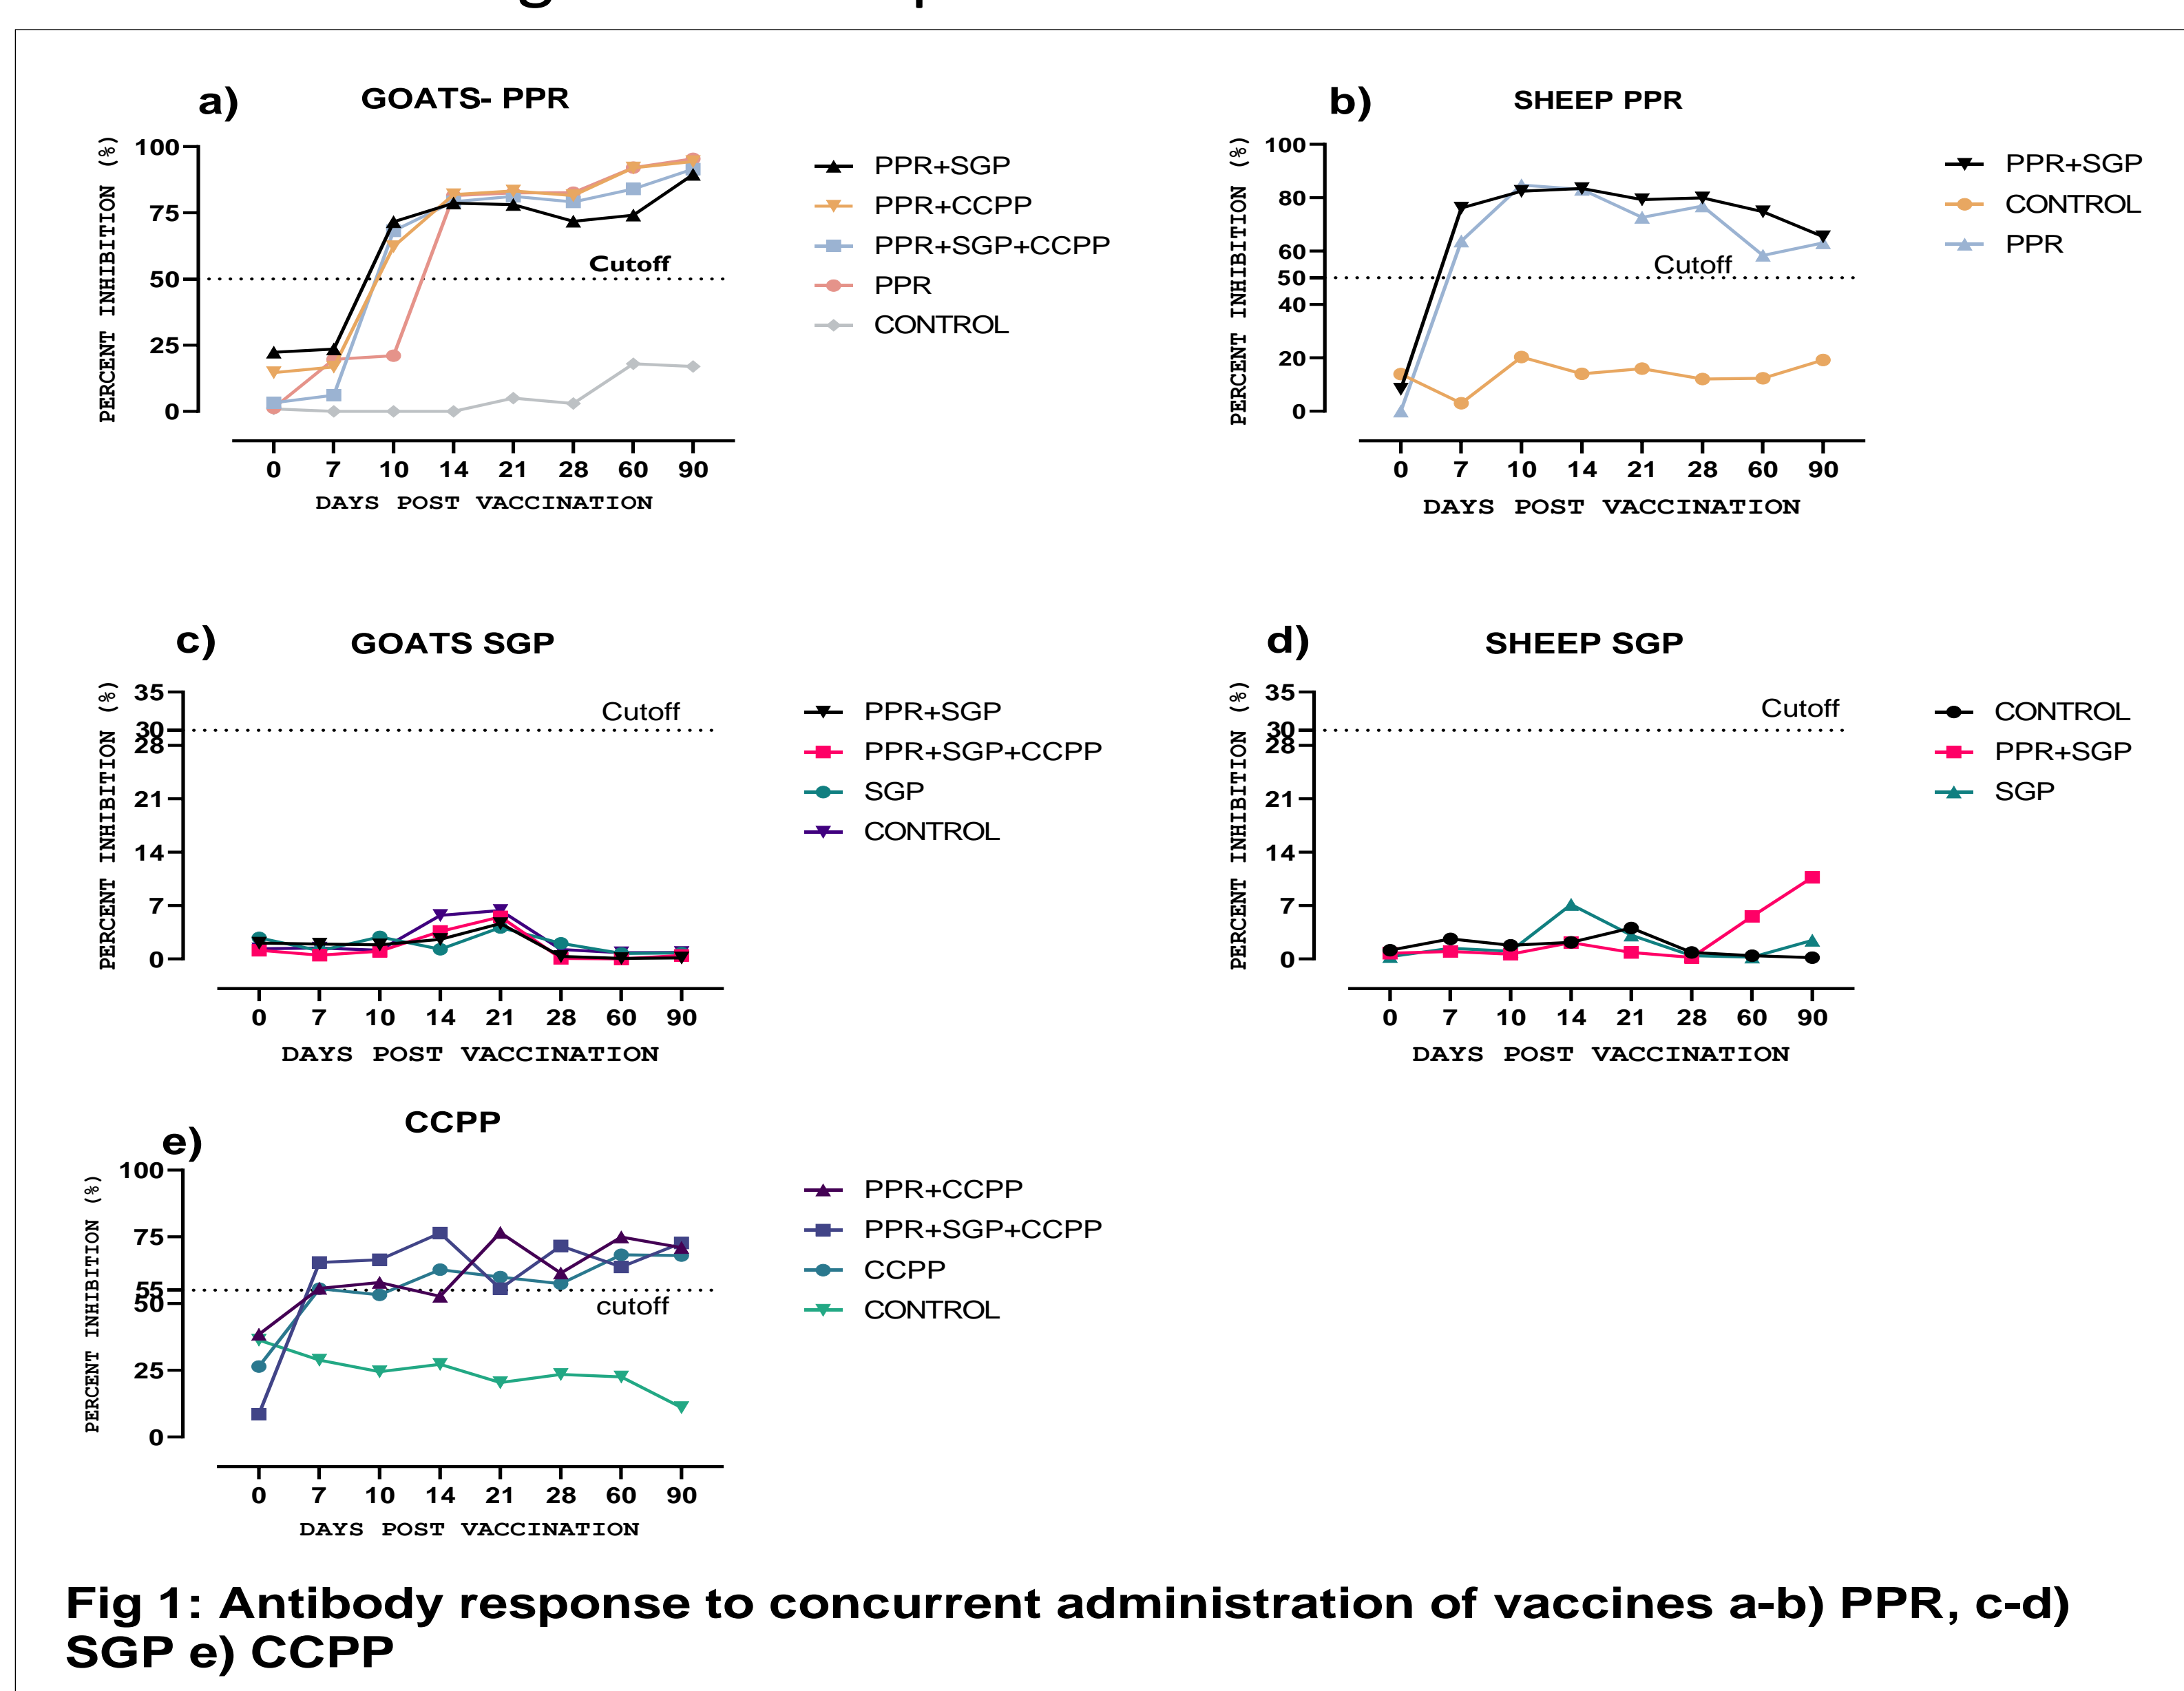 a)
GOATS- PPR
PERCENT INHIBITION (%)
100
75
50
25
0
Cutoff
0 7 10 14 21 28 60 90
DAYS POST VACCINATION
PPR+SGP
PPR+CCPP
PPR+SGP+CCPP
PPR
CONTROL
b)
SHEEP PPR
PERCENT INHIBITION (%)
100
80
60
50
40
20
0
Cutoff
0 7 10 14 21 28 60 90
DAYS POST VACCINATION
PPR+SGP
CONTROL
PPR
c)
GOATS SGP
PERCENT INHIBITION (%)
35
30
28
21
14
7
0
Cutoff
0 7 10 14 21 28 60 90
DAYS POST VACCINATION
PPR+SGP
PPR+SGP+CCPP
SGP
CONTROL
d)
SHEEP SGP
PERCENT INHIBITION (%)
35
30
28
21
14
7
0
Cutoff
0 7 10 14 21 28 60 90
DAYS POST VACCINATION
CONTROL
PPR+SGP
SGP
e)
CCPP
PERCENT INHIBITION (%)
100
75
55
50
25
0
cutoff
0 7 10 14 21 28 60 90
DAYS POST VACCINATION
PPR+CCPP
PPR+SGP+CCPP
CCPP
CONTROL
Fig 1: Antibody response to concurrent administration of vaccines a-b) PPR, c-d)
SGP e) CCPP